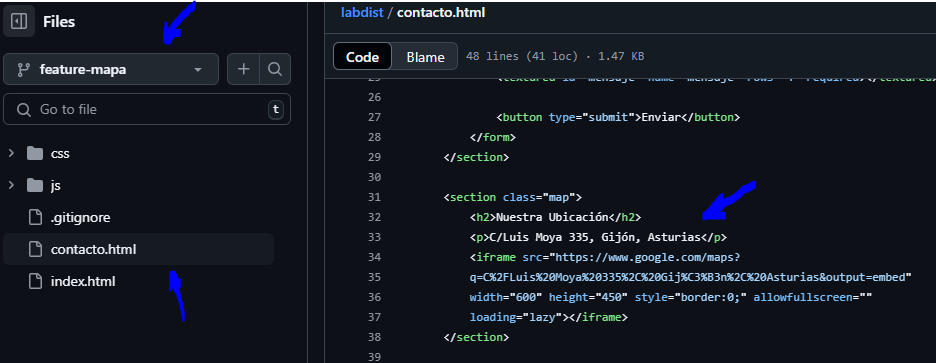 Files
feature-mapa
Go to file
t
css
js
.gitignore
contacto.html
index.html
labdist / contacto.html
Code Blame 48 lines (41 loc) · 1.47 KB
26
27 <button type="submit">Enviar</button>
28 </form>
29 </section>
30
31 <section class="map">
32 <h2>Nuestra Ubicación</h2>
33 <p>C/Luis Moya 335, Gijón, Asturias</p>
34 <iframe src="https://www.google.com/maps?
35 q=C%2FLuis%20Moya%20335%2C%20Gij%C3%B3n%2C%20Asturias&output=embed"
36 width="600" height="450" style="border:0;" allowfullscreen=""
37 loading="lazy"></iframe>
38 </section>
39